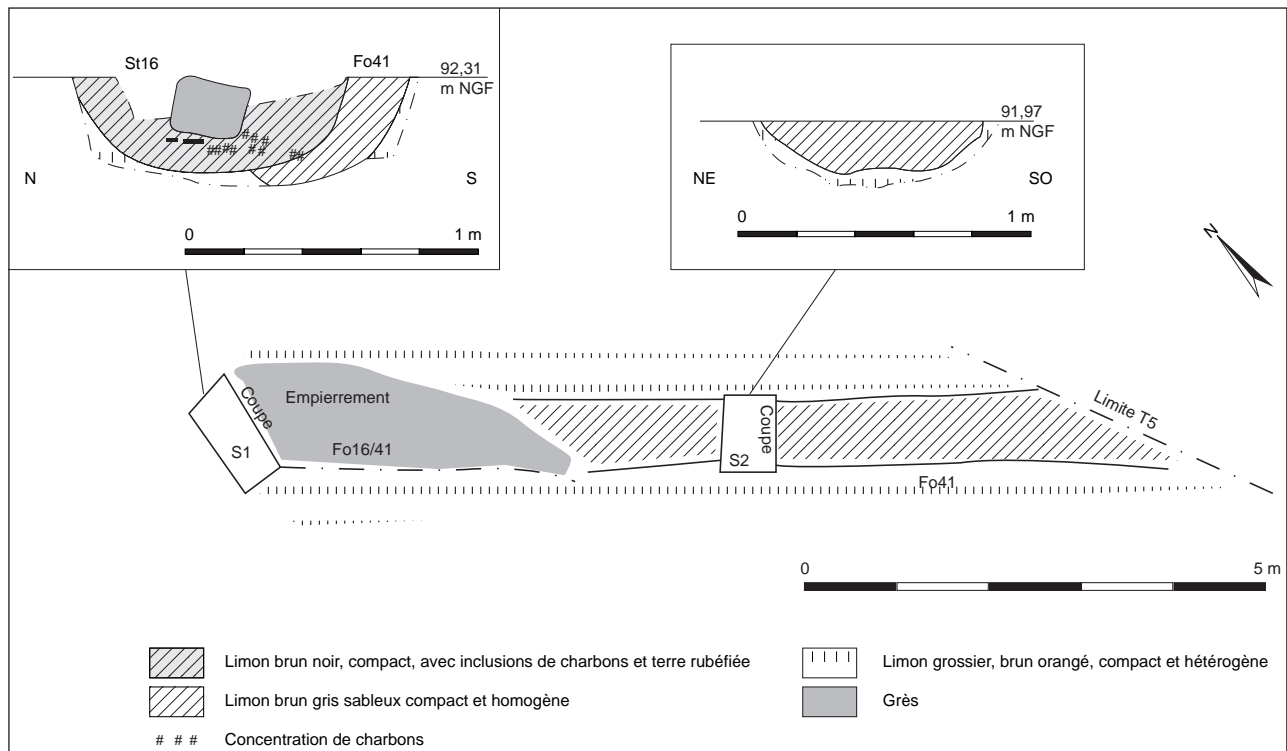 St16
Fo41
92,31
m NGF
N
S
0
1 m
91,97
m NGF
NE
SO
0
1 m
N
Empierrement
Coupe
S1
Fo16/41
Coupe
S2
Limite T5
Fo41
0
5 m
Limon brun noir, compact, avec inclusions de charbons et terre rubéfiée
Limon brun gris sableux compact et homogène
# # # Concentration de charbons
Limon grossier, brun orangé, compact et hétérogène
Grès